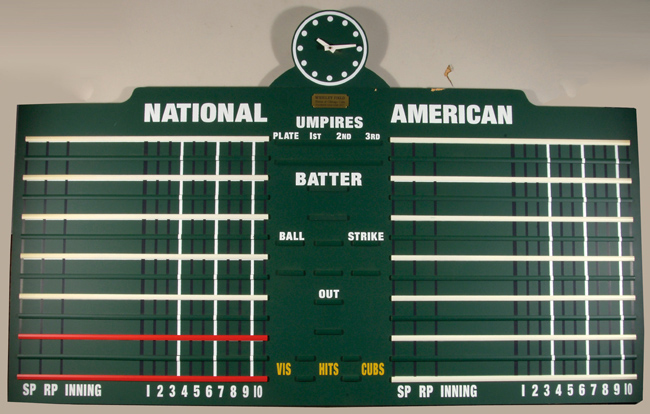 NATIONAL
AMERICAN
UMPIRES
PLATE 1ST 2ND 3RD
BATTER
BALL STRIKE
OUT
VIS HITS CUBS
SP RP INNING 1 2 3 4 5 6 7 8 9 10
SP RP INNING 1 2 3 4 5 6 7 8 9 10